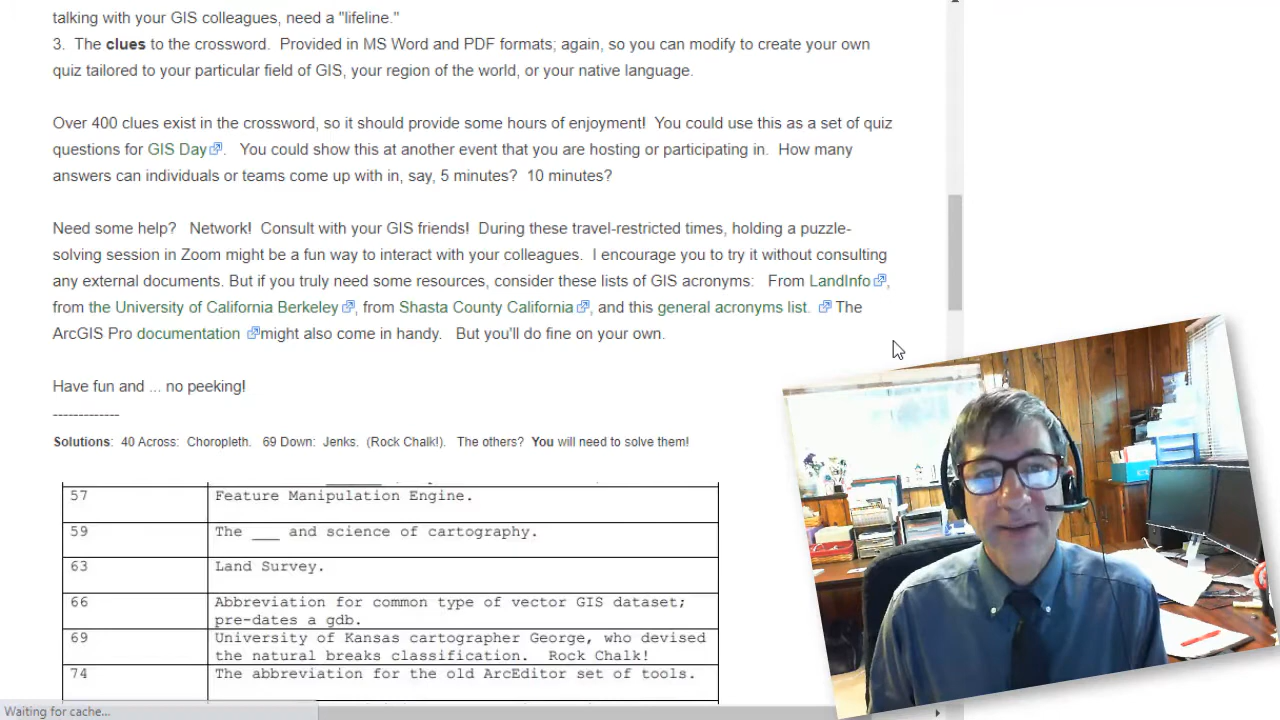 talking with your GIS colleagues, need a "lifeline."
3.  The clues to the crossword.  Provided in MS Word and PDF formats; again, so you can modify to create your own
quiz tailored to your particular field of GIS, your region of the world, or your native language.
Over 400 clues exist in the crossword, so it should provide some hours of enjoyment!  You could use this as a set of quiz
questions for GIS Day.  You could show this at another event that you are hosting or participating in.  How many
answers can individuals or teams come up with in, say, 5 minutes?  10 minutes?
Need some help?  Network!  Consult with your GIS friends!  During these travel-restricted times, holding a puzzle-
solving session in Zoom might be a fun way to interact with your colleagues.  I encourage you to try it without consulting
any external documents. But if you truly need some resources, consider these lists of GIS acronyms:  From LandInfo,
from the University of California Berkeley, from Shasta County California, and this general acronyms list. The
ArcGIS Pro documentation might also come in handy.  But you'll do fine on your own.
Have fun and ... no peeking!
-------------
Solutions: 40 Across: Choropleth.  69 Down: Jenks. (Rock Chalk!).  The others?  You will need to solve them!
57 Feature Manipulation Engine.
59 The ___ and science of cartography.
63 Land Survey.
66 Abbreviation for common type of vector GIS dataset;
pre-dates a gdb.
69 University of Kansas cartographer George, who devised
the natural breaks classification.  Rock Chalk!
74 The abbreviation for the old ArcEditor set of tools.
Waiting for cache...